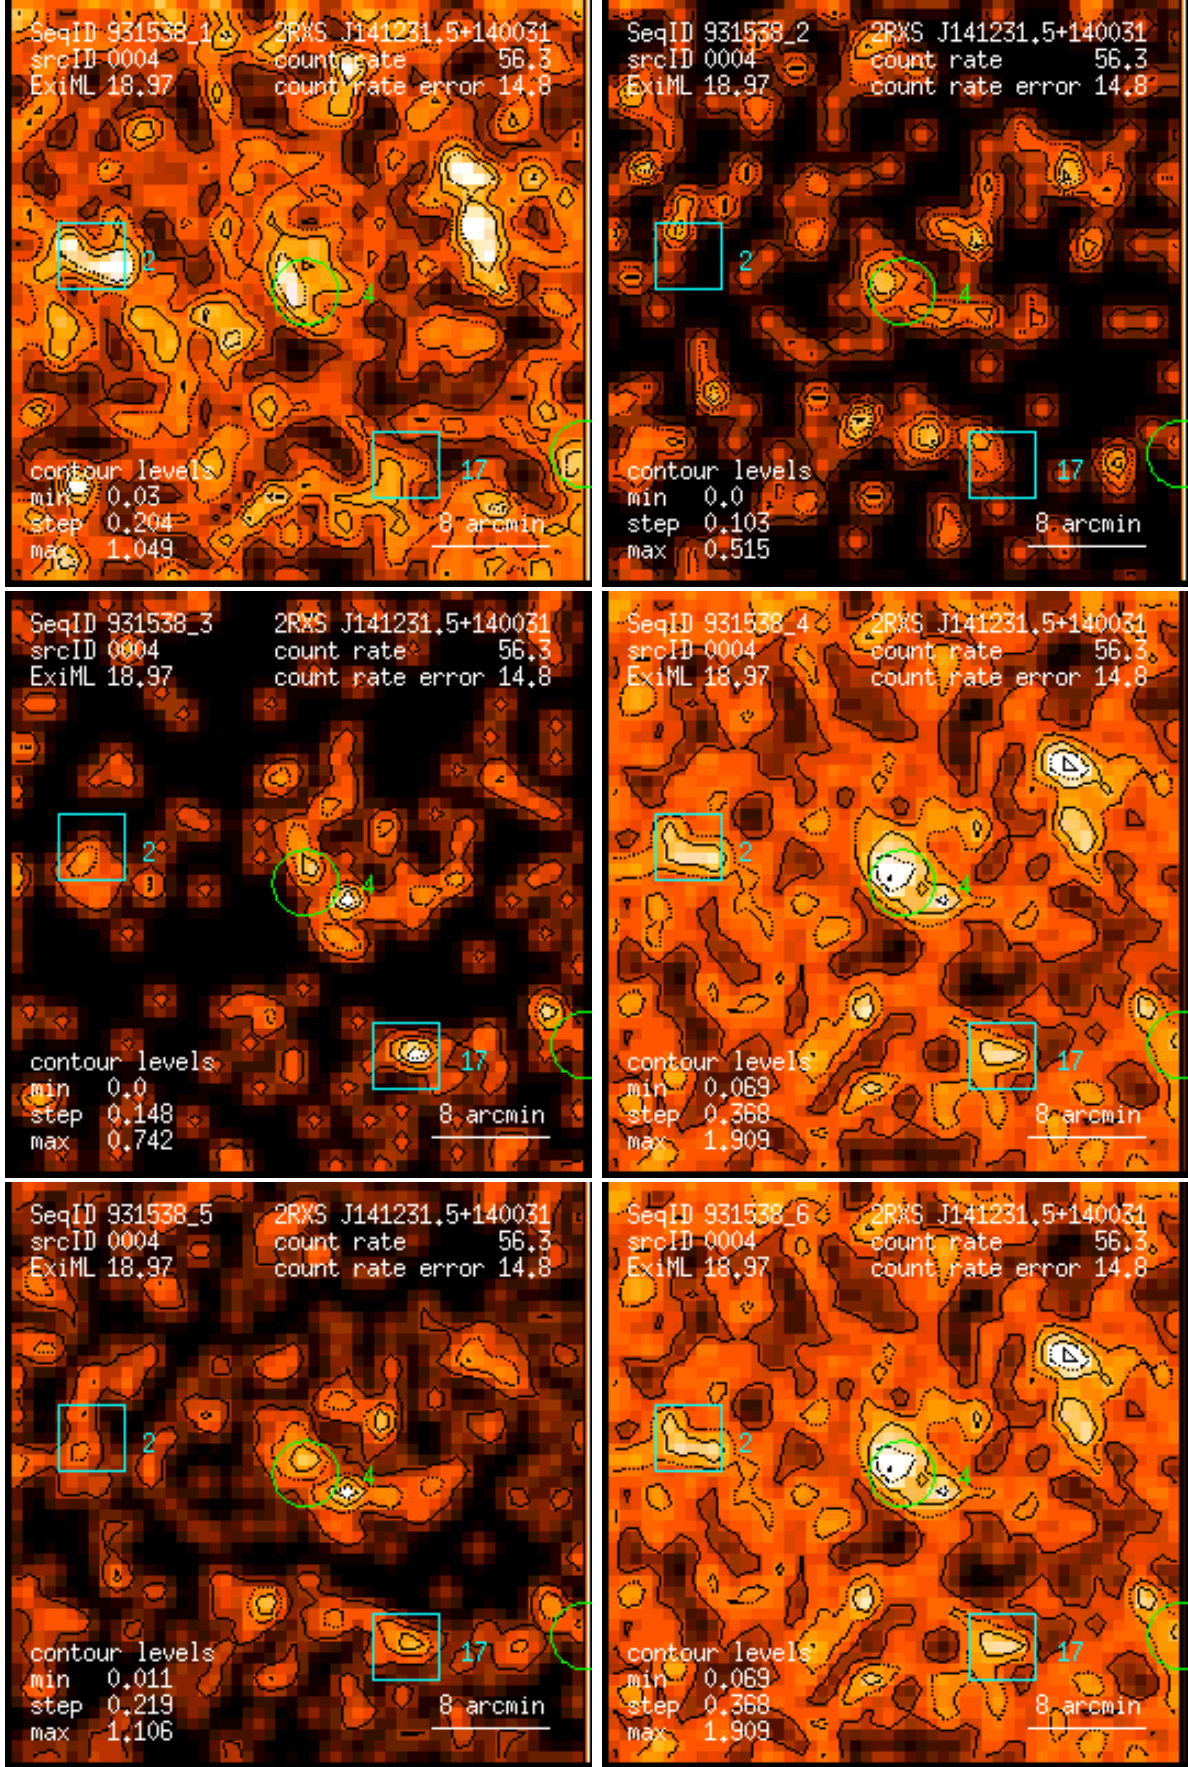 SeqID 931538_1 2RXS J141231.5+140031
srcID 0004 count rate 56.3
ExiML 18.97 count rate error 14.8
2
4
17
contour levels
min 0.03
step 0.204
max 1.049
8 arcmin
SeqID 931538_2 2RXS J141231.5+140031
srcID 0004 count rate 56.3
ExiML 18.97 count rate error 14.8
2
4
17
contour levels
min 0.0
step 0.103
max 0.515
8 arcmin
SeqID 931538_3 2RXS J141231.5+140031
srcID 0004 count rate 56.3
ExiML 18.97 count rate error 14.8
2
4
17
contour levels
min 0.0
step 0.148
max 0.742
8 arcmin
SeqID 931538_4 2RXS J141231.5+140031
srcID 0004 count rate 56.3
ExiML 18.97 count rate error 14.8
2
4
17
contour levels
min 0.069
step 0.368
max 1.909
8 arcmin
SeqID 931538_5 2RXS J141231.5+140031
srcID 0004 count rate 56.3
ExiML 18.97 count rate error 14.8
2
4
17
contour levels
min 0.011
step 0.219
max 1.106
8 arcmin
SeqID 931538_6 2RXS J141231.5+140031
srcID 0004 count rate 56.3
ExiML 18.97 count rate error 14.8
2
4
17
contour levels
min 0.069
step 0.368
max 1.909
8 arcmin